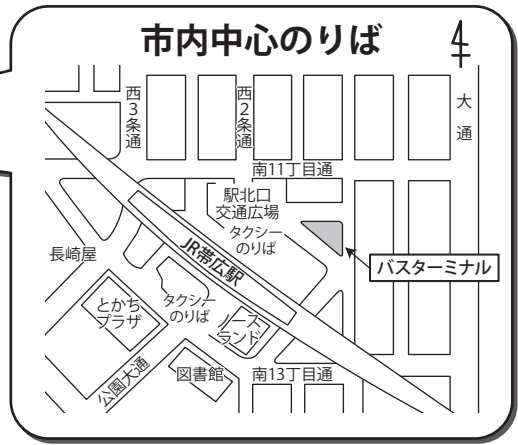 市内中心のりば
4
西3条通
西2条通
大通
南11丁目通
駅北口
交通広場
タクシー
のりば
JR帯広駅
バスターミナル
長崎屋
とかち
プラザ
タクシー
のりば
ノース
ランド
図書館
南13丁目通
公園大通